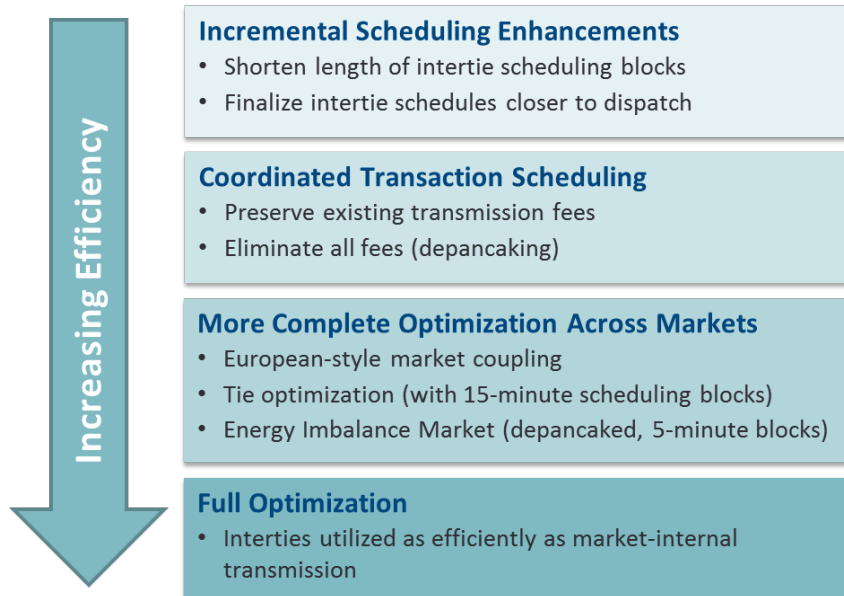 Increasing Efficiency
Incremental Scheduling Enhancements
• Shorten length of intertie scheduling blocks
• Finalize intertie schedules closer to dispatch
Coordinated Transaction Scheduling
• Preserve existing transmission fees
• Eliminate all fees (depancaking)
More Complete Optimization Across Markets
• European-style market coupling
• Tie optimization (with 15-minute scheduling blocks)
• Energy Imbalance Market (depancaked, 5-minute blocks)
Full Optimization
• Interties utilized as efficiently as market-internal
transmission